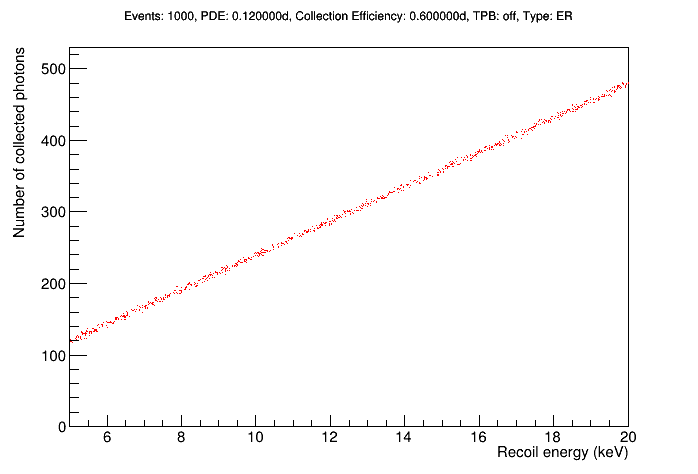 Events: 1000, PDE: 0.120000d, Collection Efficiency: 0.600000d, TPB: off, Type: ER
Number of collected photons
500
400
300
200
100
0
6 8 10 12 14 16 18 20
Recoil energy (keV)